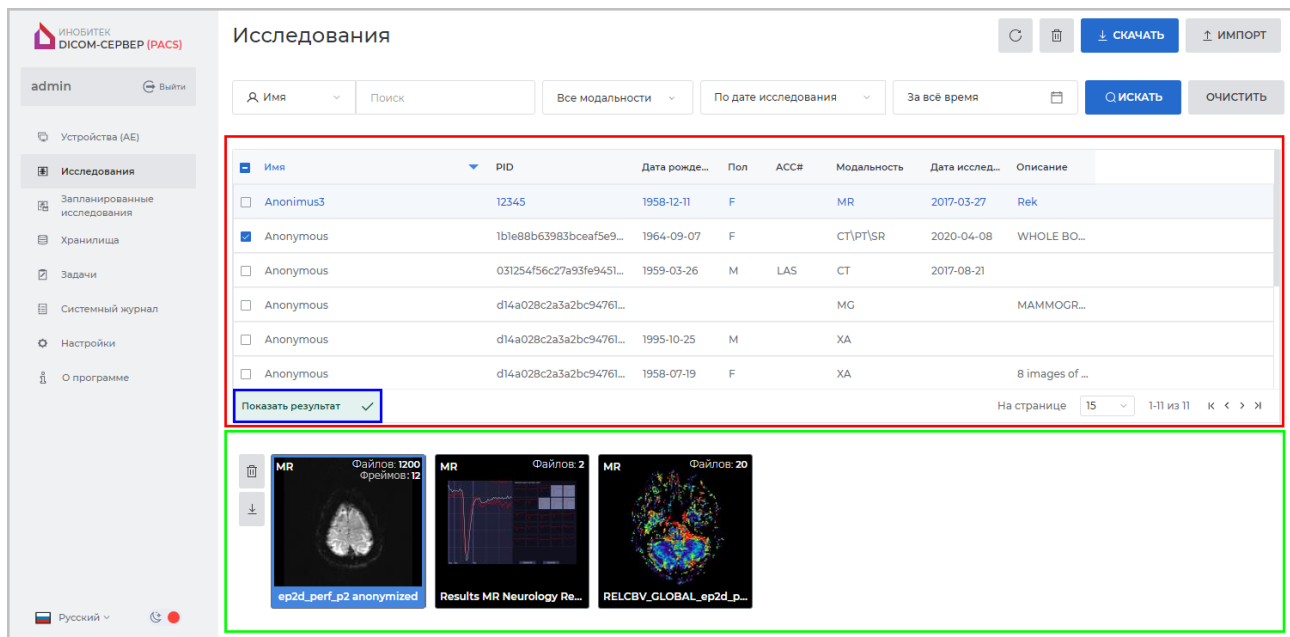 ИНОБИТЕК
DICOM-СЕРВЕР (PACS)
Исследования
СКАЧАТЬ
ИМПОРТ
admin
Выйти
Имя
Поиск
Все модальности
По дате исследования
За всё время
ИСКАТЬ
ОЧИСТИТЬ
Устройства (AE)
Исследования
Запланированные
исследования
Хранилища
Задачи
Системный журнал
Настройки
О программе
Имя PID Дата рожде... Пол ACC# Модальность Дата исслед... Описание
Anonimus3 12345 1958-12-11 F MR 2017-03-27 Rek
Anonymous 1b1e88b63983bceaf5e9... 1964-09-07 F CT\PT\SR 2020-04-08 WHOLE BO...
Anonymous 031254f56c27a93fe9451... 1959-03-26 M LAS CT 2017-08-21
Anonymous d14a028c2a3a2bc94761... MG MAMMOGR...
Anonymous d14a028c2a3a2bc94761... 1995-10-25 M XA
Anonymous d14a028c2a3a2bc94761... 1958-07-19 F XA 8 images of ...
Показать результат
На странице 15 1-11 из 11
MR Файлов: 1200
Фреймов: 12
ep2d_perf_p2 anonymized
MR Файлов: 2
Results MR Neurology Re...
MR Файлов: 20
RELCBV_GLOBAL_ep2d_p...
Русский